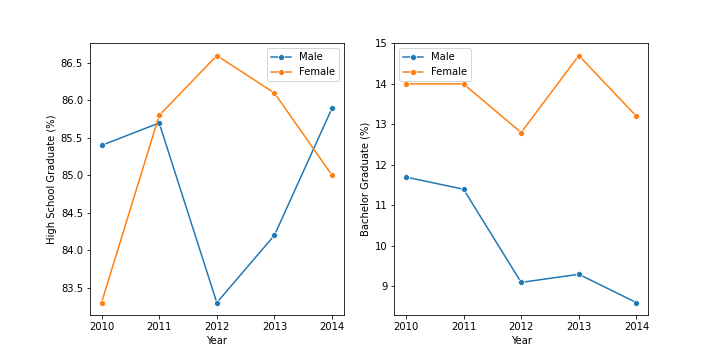 High School Graduate (%)
86.5
86.0
85.5
85.0
84.5
84.0
83.5
Male
Female
2010 2011 2012 2013 2014
Year
Bachelor Graduate (%)
15
14
13
12
11
10
9
Male
Female
2010 2011 2012 2013 2014
Year